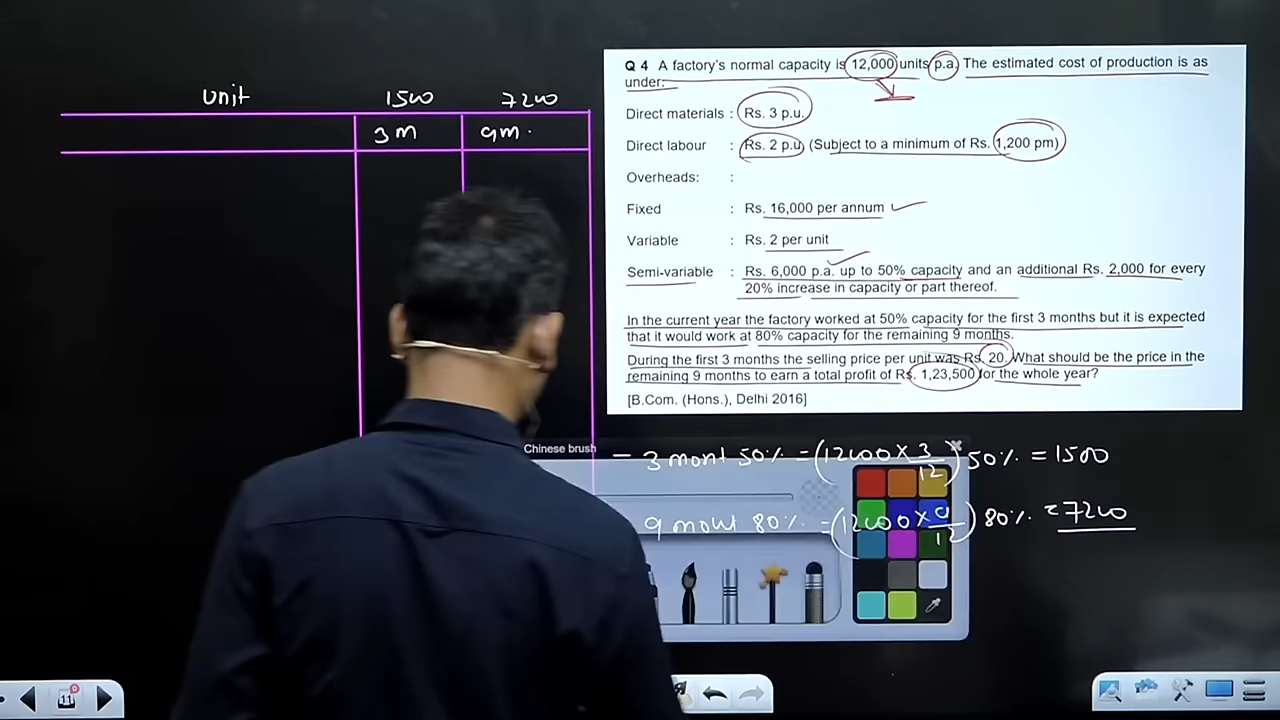 unit 1500 7200
3 m 9m.
Q 4 A factory's normal capacity is 12,000 units p.a. The estimated cost of production is as
under:
Direct materials : Rs. 3 p.u.
Direct labour : Rs. 2 p.u. (Subject to a minimum of Rs. 1,200 pm)
Overheads: :
Fixed : Rs. 16,000 per annum
Variable : Rs. 2 per unit
Semi-variable : Rs. 6,000 p.a. up to 50% capacity and an additional Rs. 2,000 for every
20% increase in capacity or part thereof.
In the current year the factory worked at 50% capacity for the first 3 months but it is expected
that it would work at 80% capacity for the remaining 9 months.
During the first 3 months the selling price per unit was Rs. 20. What should be the price in the
remaining 9 months to earn a total profit of Rs. 1,23,500 for the whole year?
[B.Com. (Hons.), Delhi 2016]
Chinese brush
– 3 mont 50% = (12000 × 3/12) 50% = 1500
9 mont 80% = (12000 × 9/12) 80% = 7200
11